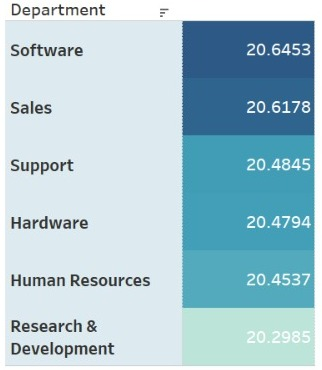 Department
Software 20.6453
Sales 20.6178
Support 20.4845
Hardware 20.4794
Human Resources 20.4537
Research & 20.2985
Development